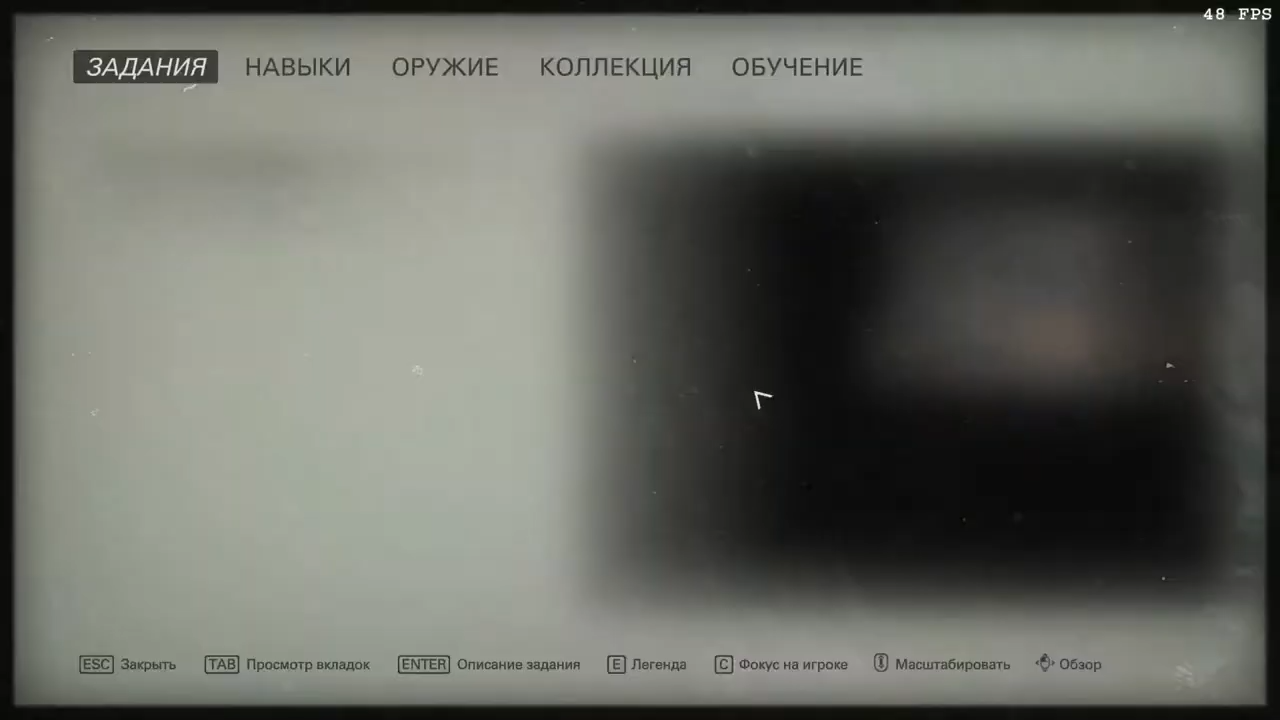 48 FPS
ЗАДАНИЯ НАВЫКИ ОРУЖИЕ КОЛЛЕКЦИЯ ОБУЧЕНИЕ
ESC Закрыть TAB Просмотр вкладок ENTER Описание задания E Легенда C Фокус на игроке Масштабировать Обзор